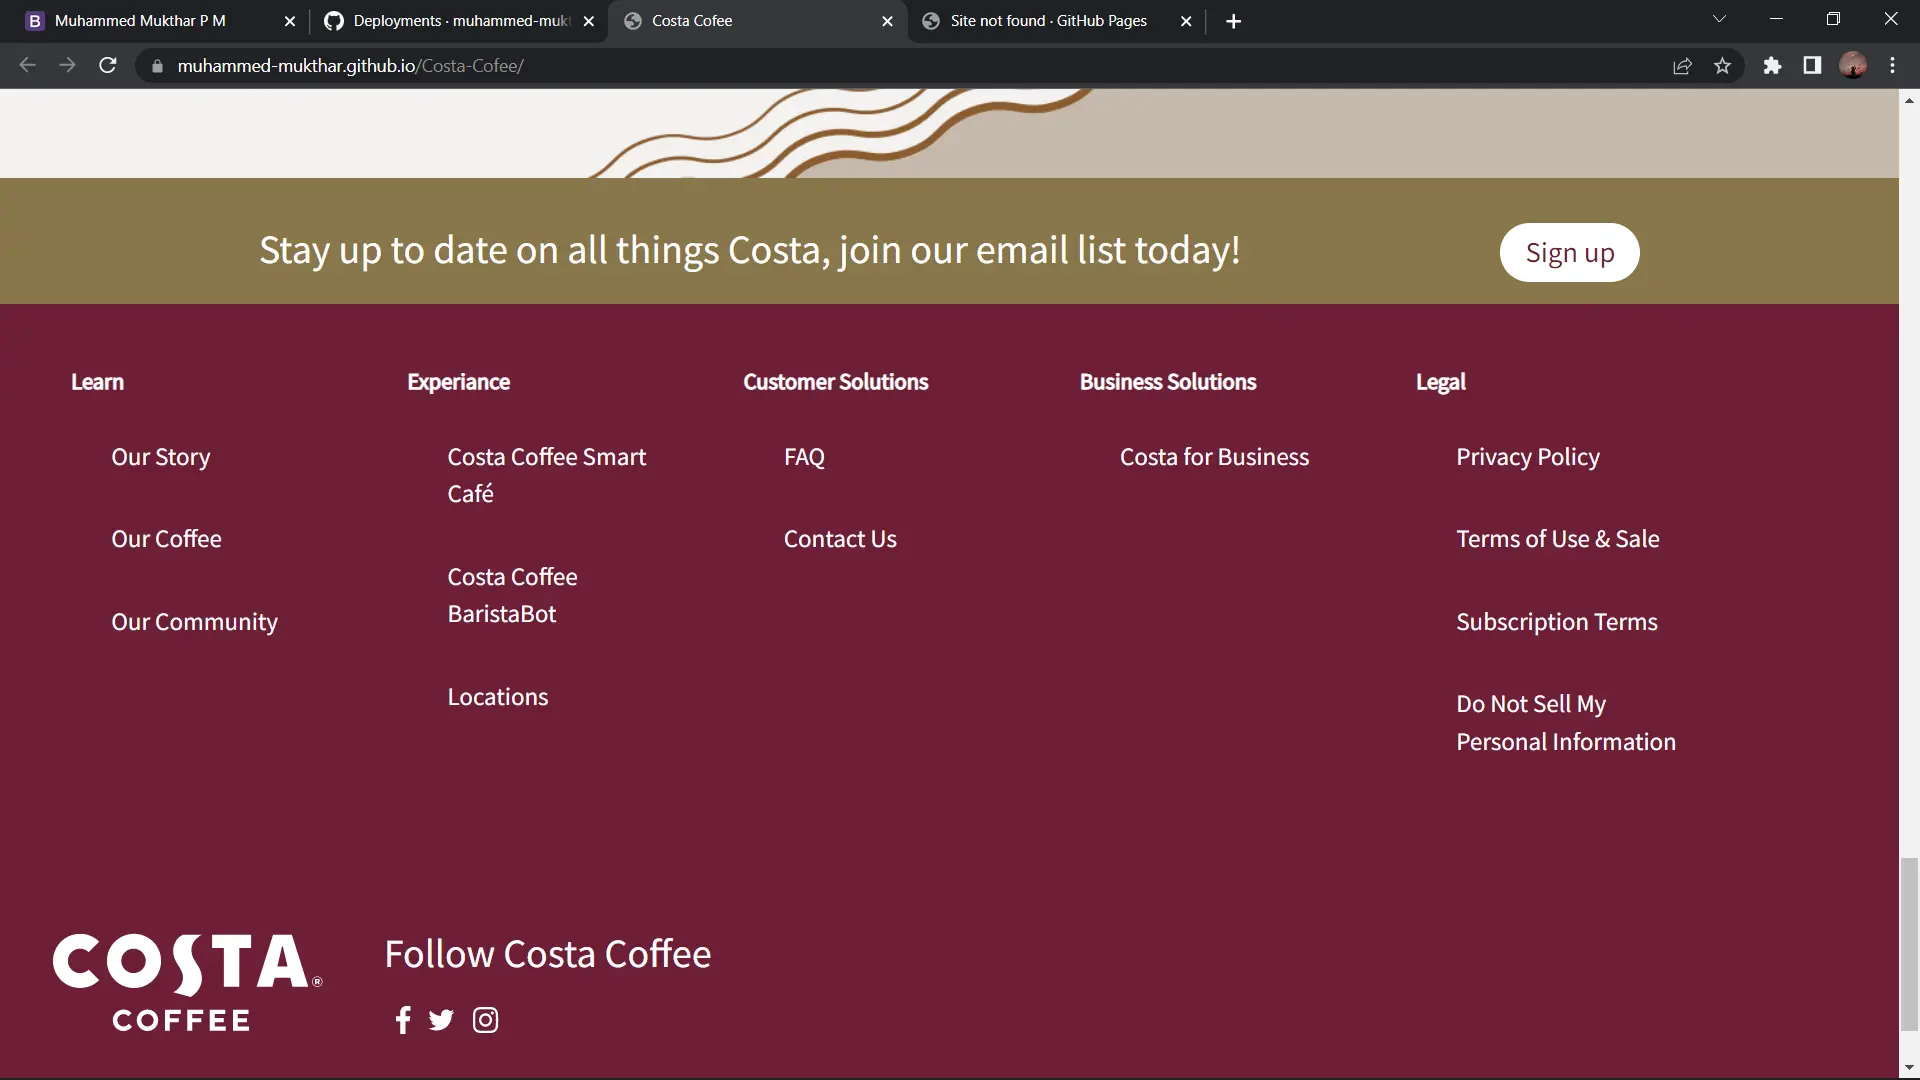 Muhammed Mukthar P M
Deployments · muhammed-mukt
Costa Cofee
Site not found · GitHub Pages
muhammed-mukthar.github.io/Costa-Cofee/
Stay up to date on all things Costa, join our email list today!
Sign up
Learn
Our Story
Our Coffee
Our Community
Experiance
Costa Coffee Smart
Café
Costa Coffee
BaristaBot
Locations
Customer Solutions
FAQ
Contact Us
Business Solutions
Costa for Business
Legal
Privacy Policy
Terms of Use & Sale
Subscription Terms
Do Not Sell My
Personal Information
COSTA®
COFFEE
Follow Costa Coffee